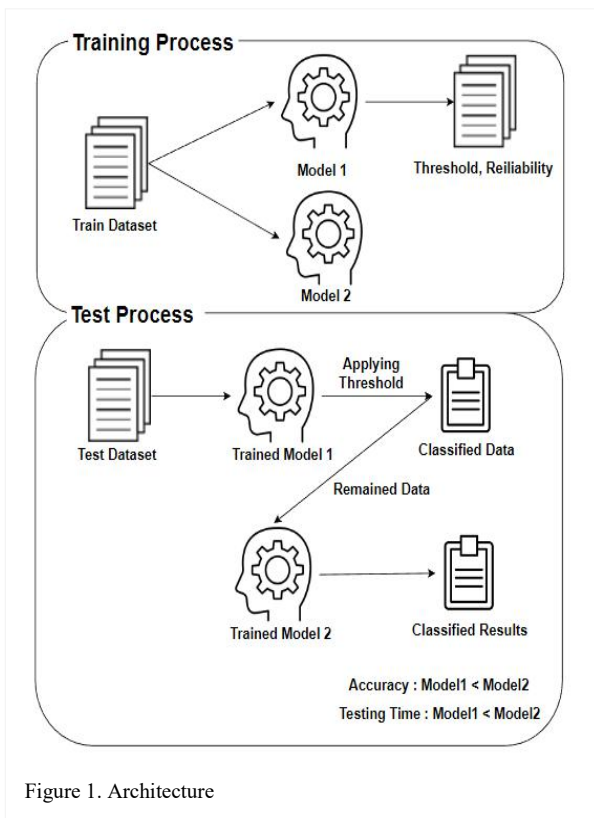 Training Process
Model 1
Threshold, Reiliability
Train Dataset
Model 2
Test Process
Applying
Threshold
Test Dataset
Trained Model 1
Classified Data
Remained Data
Trained Model 2
Classified Results
Accuracy : Model1 < Model2
Testing Time : Model1 < Model2
Figure 1. Architecture